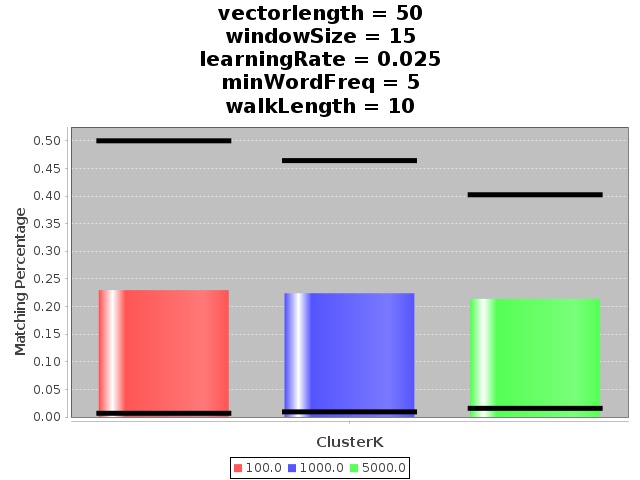 vectorlength = 50
windowSize = 15
learningRate = 0.025
minWordFreq = 5
walkLength = 10
0.50
0.45
0.40
0.35
0.30
0.25
0.20
0.15
0.10
0.05
0.00
Matching Percentage
ClusterK
100.0 1000.0 5000.0